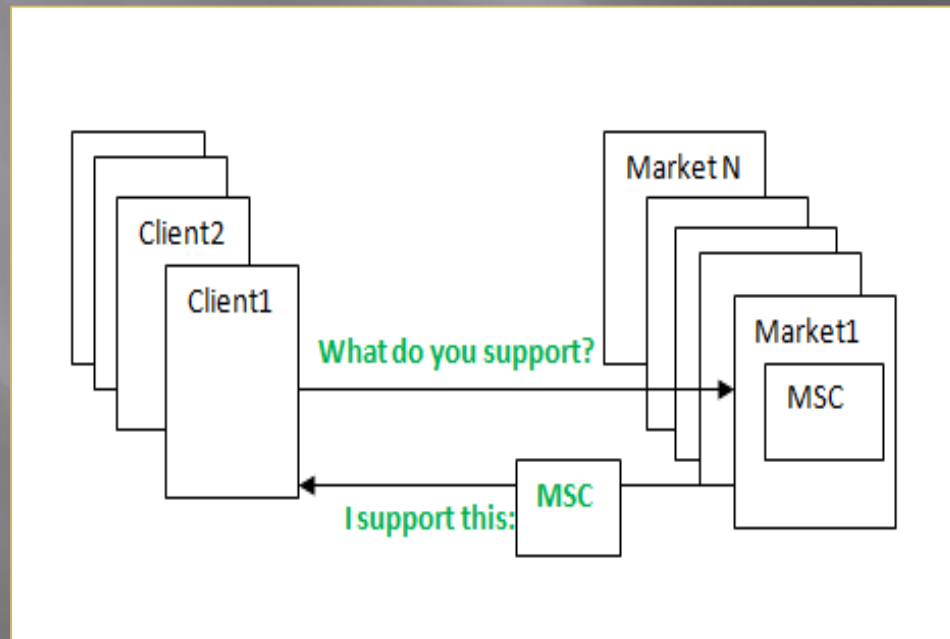 Market N
Client2
Client1
Market1
What do you support?
MSC
MSC
I support this: